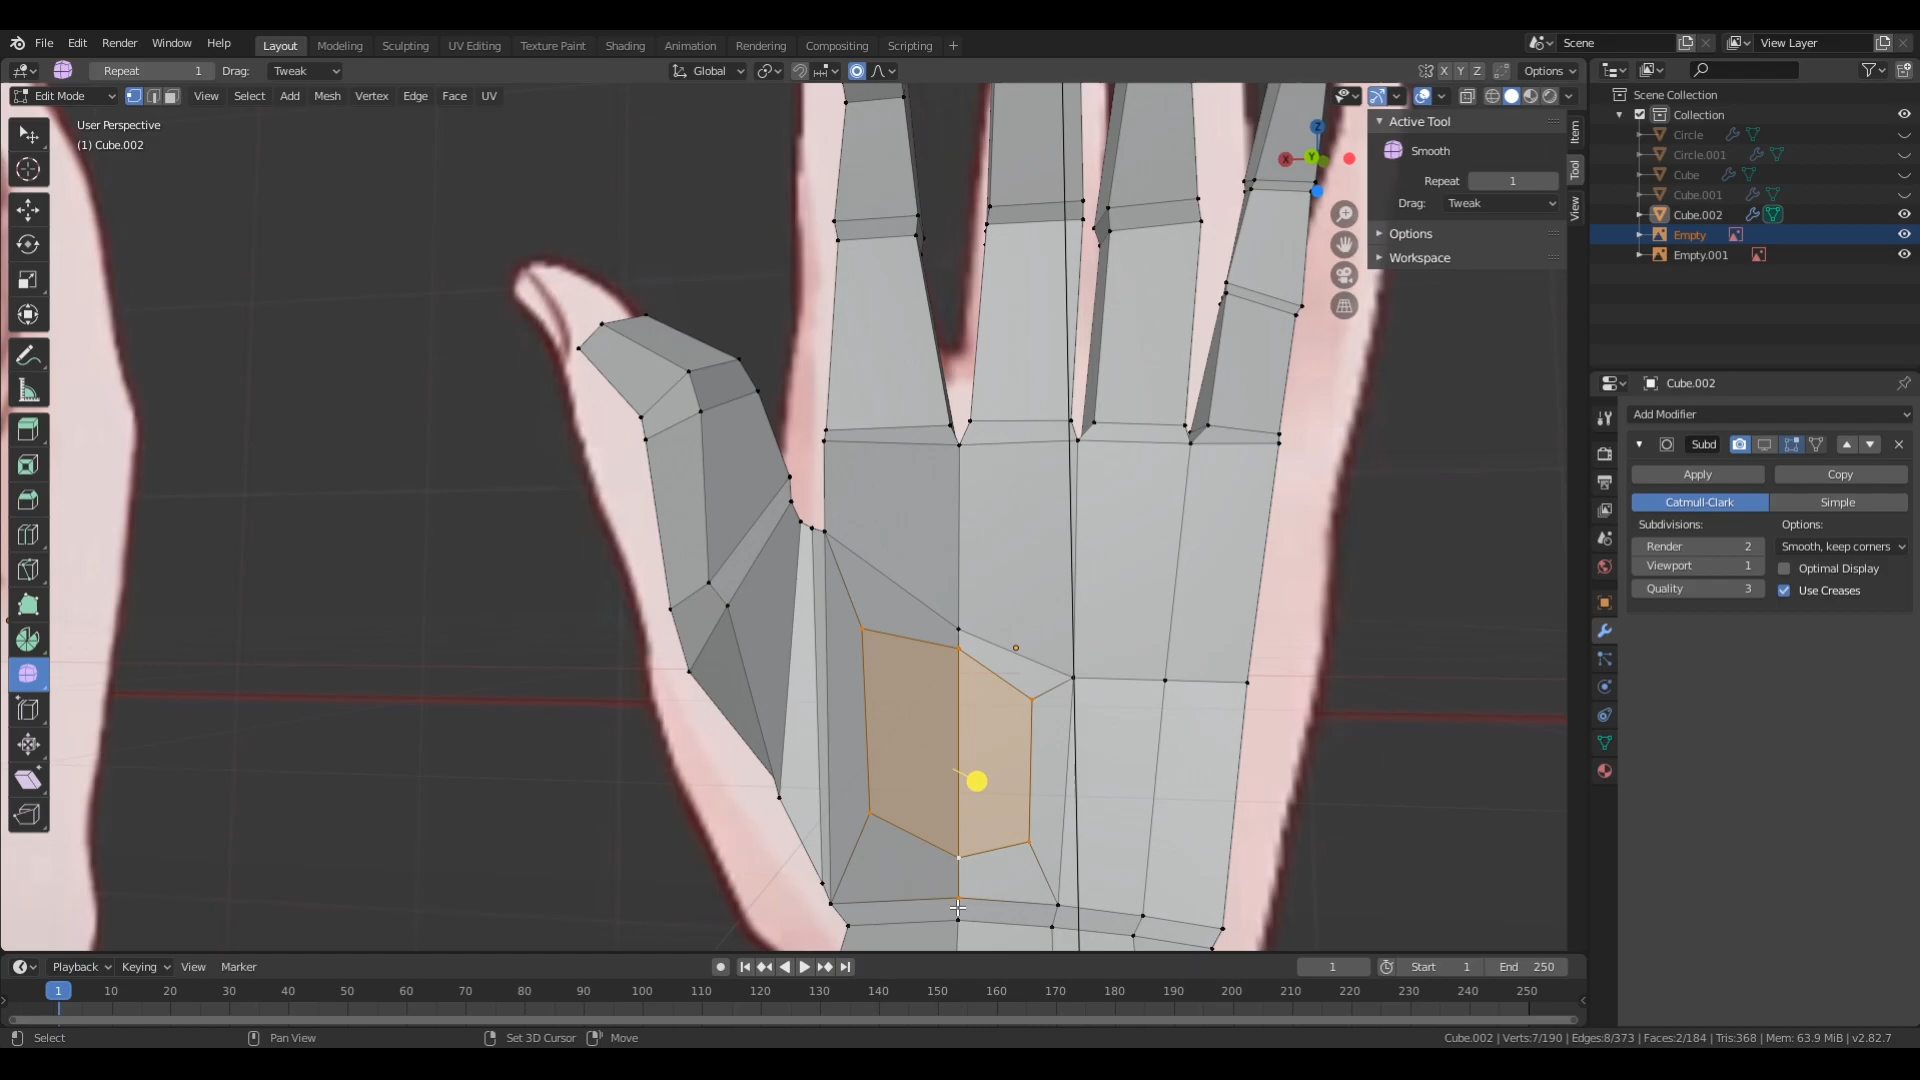 File Edit Render Window Help Layout Modeling Sculpting UV Editing Texture Paint Shading Animation Rendering Compositing Scripting + Scene View Layer
Repeat 1 Drag: Tweak Global X Y Z Options
Edit Mode View Select Add Mesh Vertex Edge Face UV
User Perspective
(1) Cube.002
Active Tool
Smooth
Repeat 1
Drag: Tweak
Options
Workspace
Item
Tool
View
Z
X
Y
Scene Collection
Collection
Circle
Circle.001
Cube
Cube.001
Cube.002
Empty
Empty.001
Cube.002
Add Modifier
Subd
Apply Copy
Catmull-Clark Simple
Subdivisions: Options:
Render 2 Smooth, keep corners
Viewport 1 Optimal Display
Quality 3 Use Creases
Playback Keying View Marker 1 Start 1 End 250
1 10 20 30 40 50 60 70 80 90 100 110 120 130 140 150 160 170 180 190 200 210 220 230 240 250
Select Pan View Set 3D Cursor Move Cube.002 | Verts:7/190 | Edges:8/373 | Faces:2/184 | Tris:368 | Mem: 63.9 MiB | v2.82.7